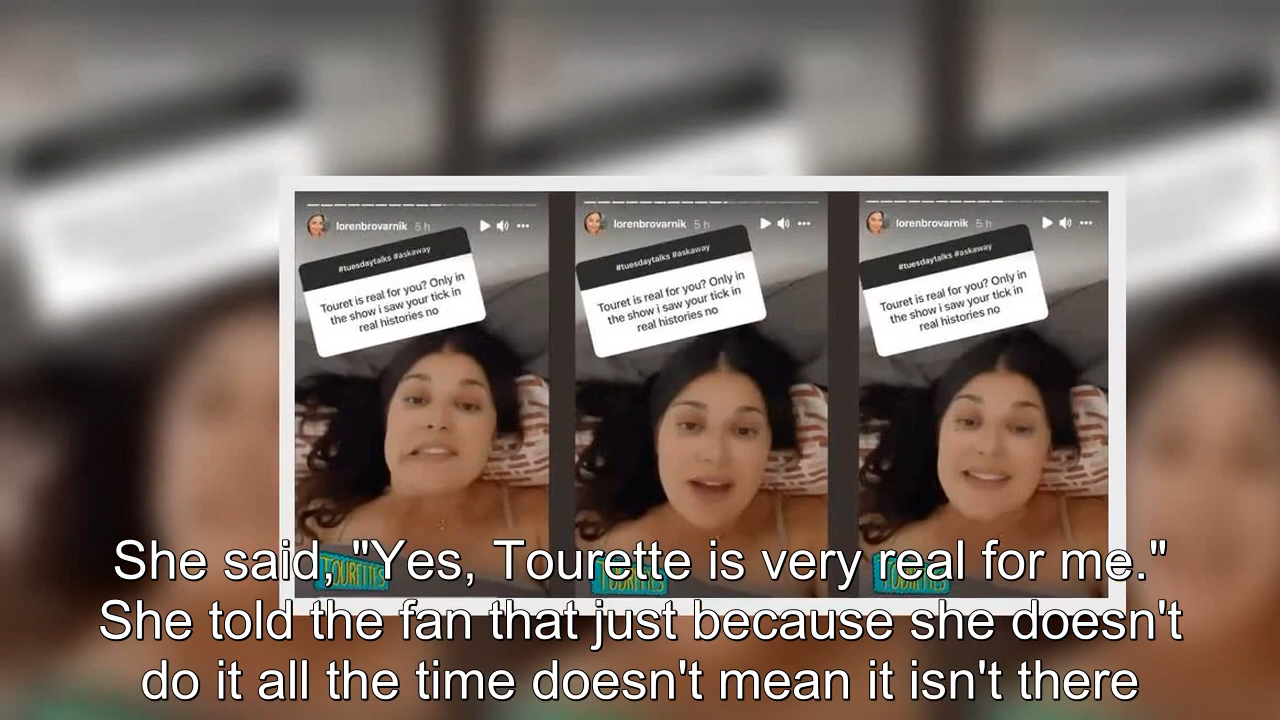 lorenbrovarnik 5 h
#tuesdaytalks #askaway
Touret is real for you? Only in
the show i saw your tick in
real histories no
TOURETTES
lorenbrovarnik 5 h
#tuesdaytalks #askaway
Touret is real for you? Only in
the show i saw your tick in
real histories no
TOURETTES
lorenbrovarnik 5 h
#tuesdaytalks #askaway
Touret is real for you? Only in
the show i saw your tick in
real histories no
TOURETTES
She said, "Yes, Tourette is very real for me."
She told the fan that just because she doesn't
do it all the time doesn't mean it isn't there